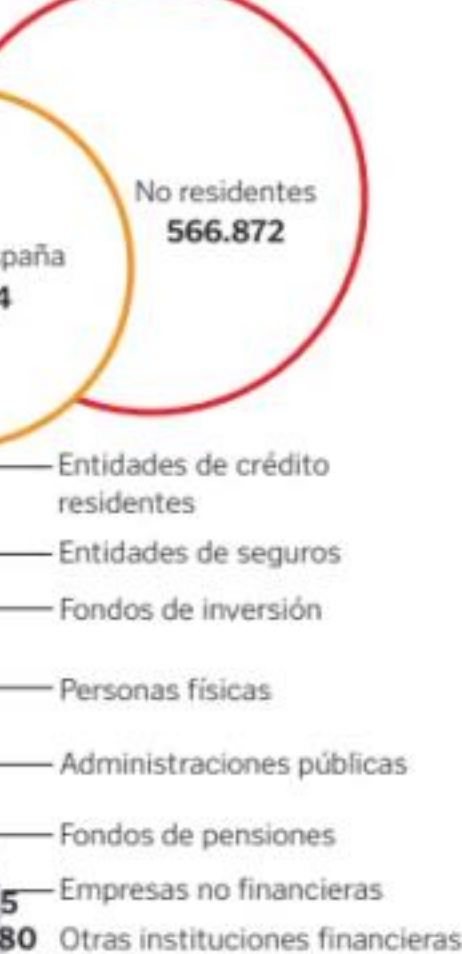 No residentes
566.872
paña
4
Entidades de crédito
residentes
Entidades de seguros
Fondos de inversión
Personas físicas
Administraciones públicas
Fondos de pensiones
5 Empresas no financieras
80 Otras instituciones financieras